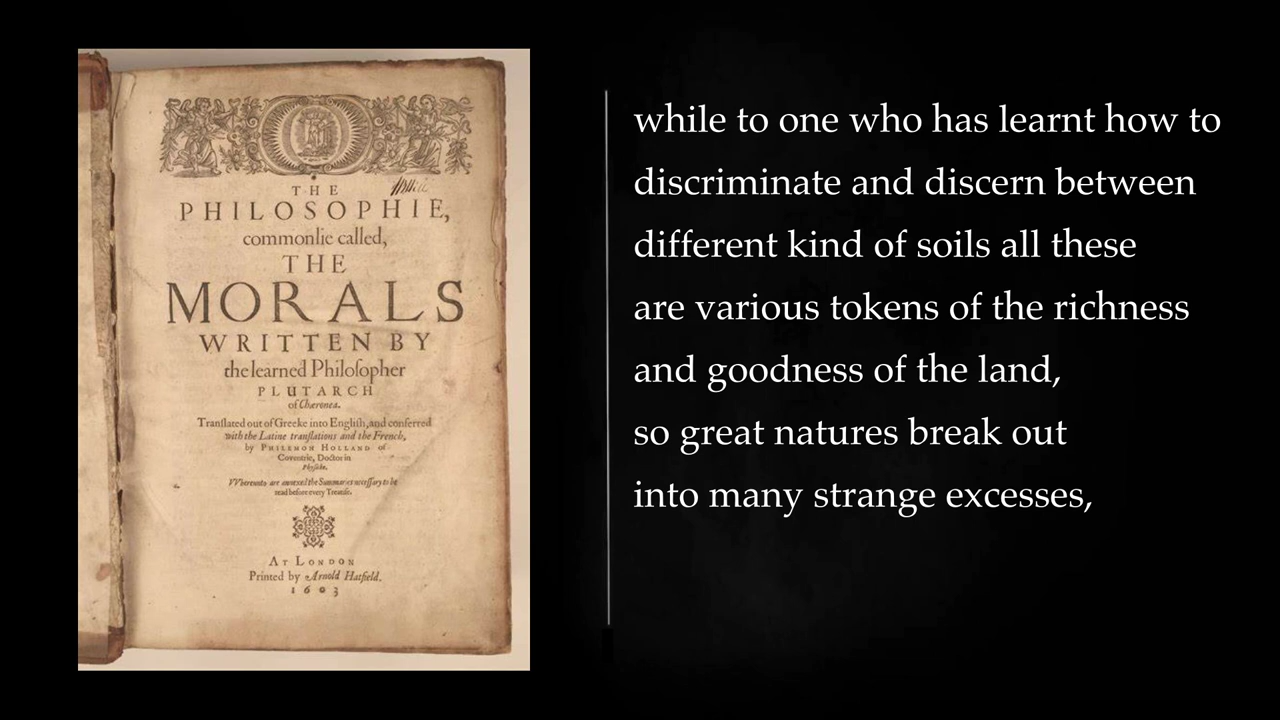 THE
PHILOSOPHIE,
commonlie called,
THE
MORALS
WRITTEN BY
the learned Philoſopher
PLUTARCH
of Chæronea.
Tranſlated out of Greeke into Engliſh, and conferred
with the Latine tranſlations and the French,
by PHILEMON HOLLAND of
Coventrie, Doctor in
Phyſicke.
VVhereunto are annexed the Summaries neceſſary to be
read before every Treatiſe.
AT LONDON
Printed by Arnold Hatfield.
1603
while to one who has learnt how to
discriminate and discern between
different kind of soils all these
are various tokens of the richness
and goodness of the land,
so great natures break out
into many strange excesses,